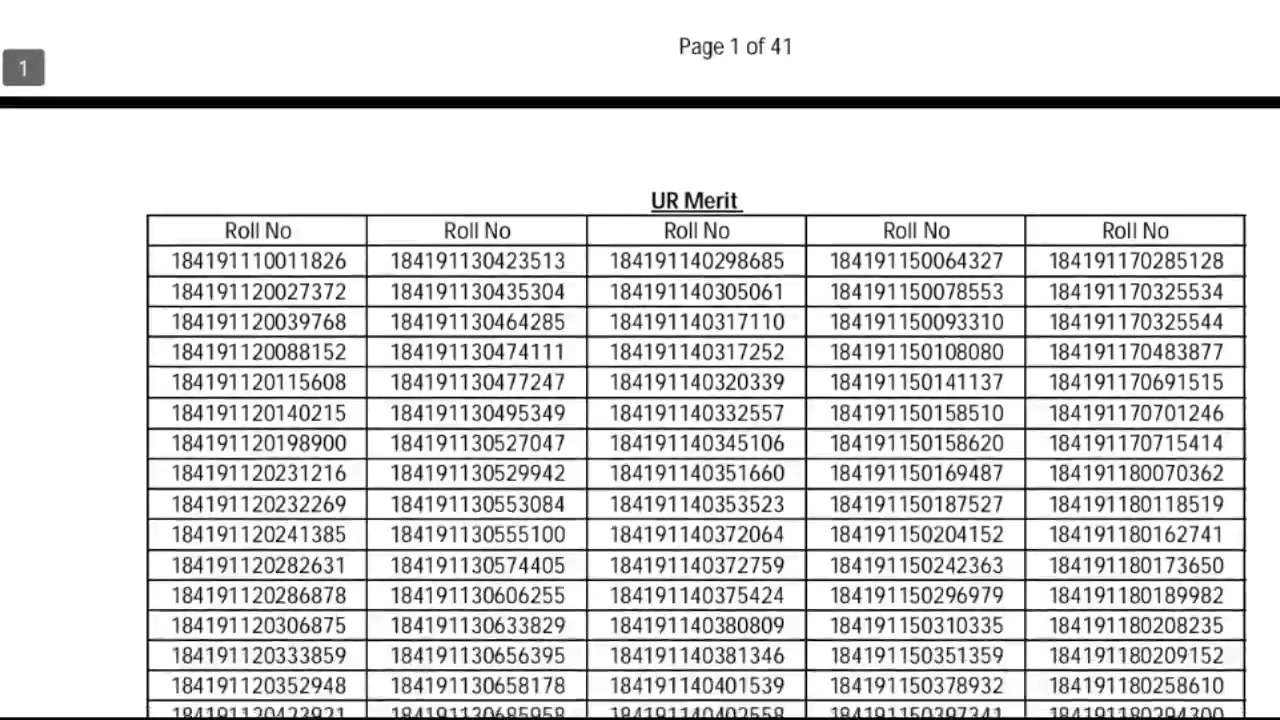 Page 1 of 41
1
UR Merit
Roll No Roll No Roll No Roll No Roll No
184191110011826 184191130423513 184191140298685 184191150064327 184191170285128
184191120027372 184191130435304 184191140305061 184191150078553 184191170325534
184191120039768 184191130464285 184191140317110 184191150093310 184191170325544
184191120088152 184191130474111 184191140317252 184191150108080 184191170483877
184191120115608 184191130477247 184191140320339 184191150141137 184191170691515
184191120140215 184191130495349 184191140332557 184191150158510 184191170701246
184191120198900 184191130527047 184191140345106 184191150158620 184191170715414
184191120231216 184191130529942 184191140351660 184191150169487 184191180070362
184191120232269 184191130553084 184191140353523 184191150187527 184191180118519
184191120241385 184191130555100 184191140372064 184191150204152 184191180162741
184191120282631 184191130574405 184191140372759 184191150242363 184191180173650
184191120286878 184191130606255 184191140375424 184191150296979 184191180189982
184191120306875 184191130633829 184191140380809 184191150310335 184191180208235
184191120333859 184191130656395 184191140381346 184191150351359 184191180209152
184191120352948 184191130658178 184191140401539 184191150378932 184191180258610